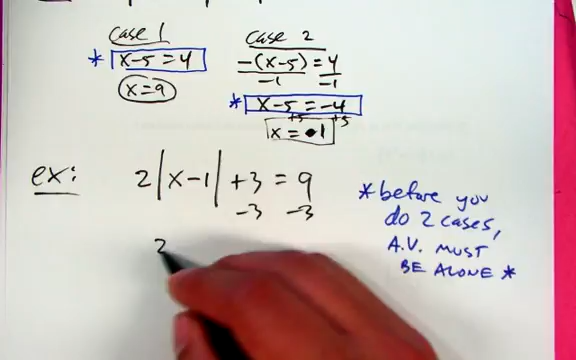 case 1
* x-5=4
x=9
case 2
-(x-5)=4
-1 -1
* x-5=-4
+5 +5
x=1
ex: 2|x-1|+3=9
-3 -3
2
*before you
do 2 cases,
A.V. MUST
BE ALONE *